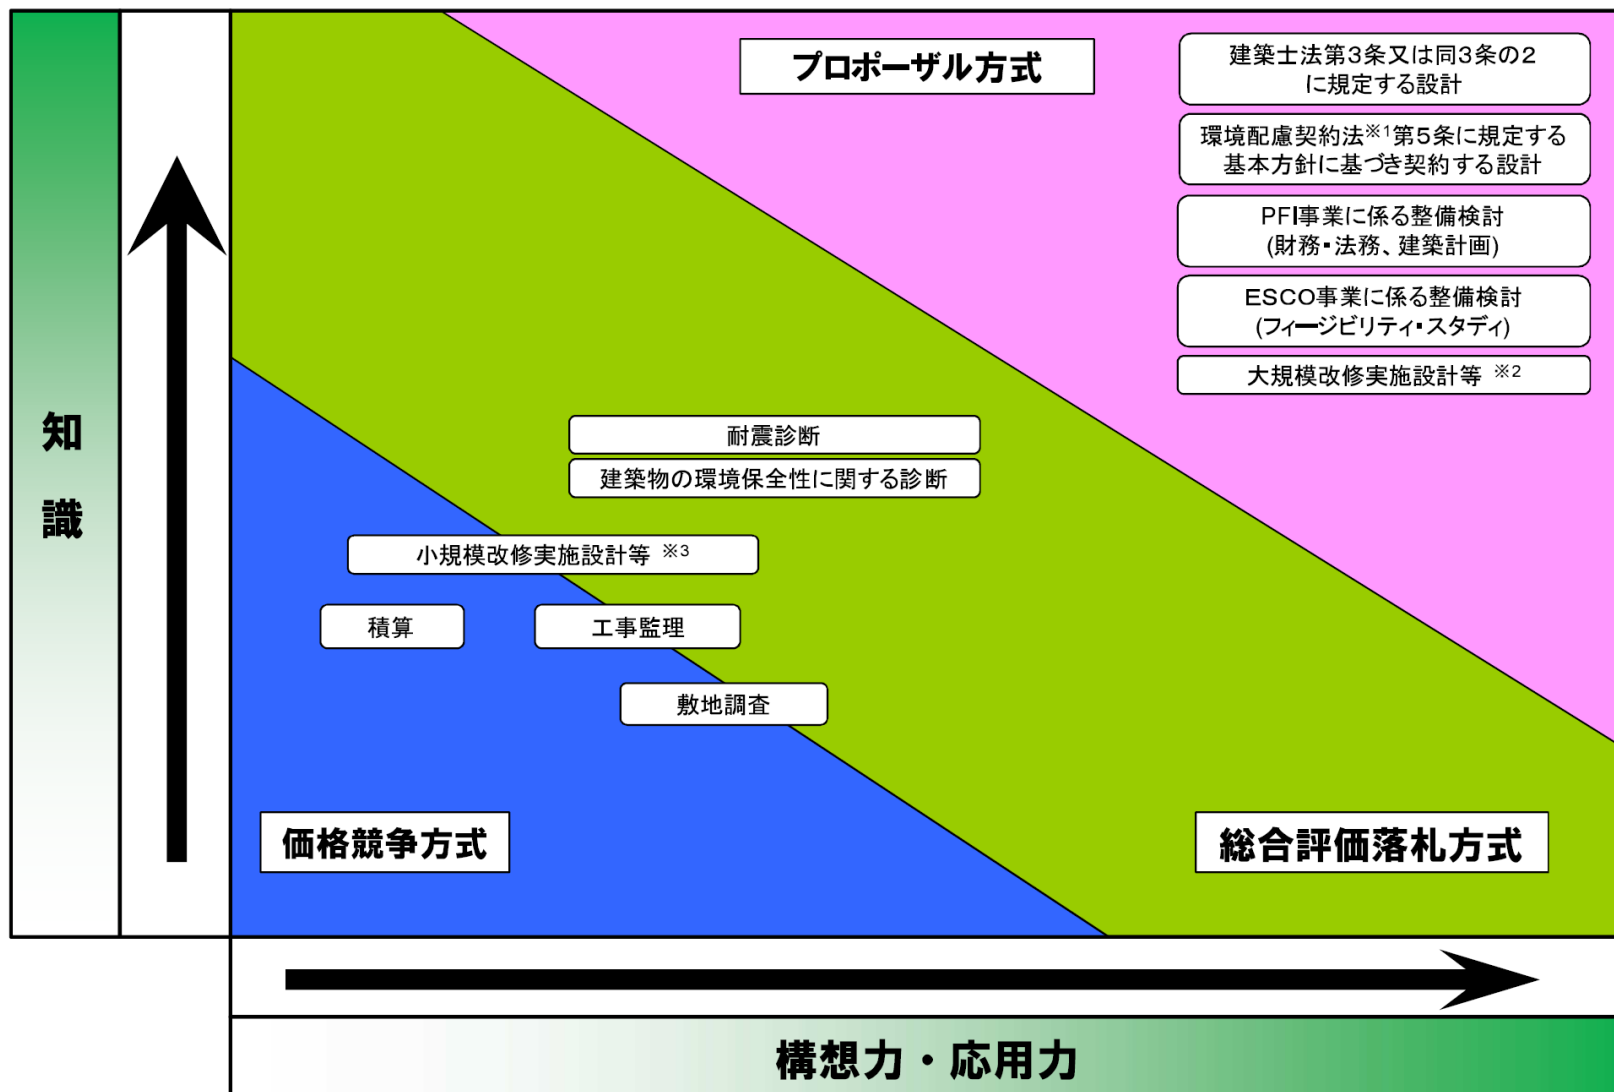 プロポーザル方式
建築士法第3条又は同3条の2
に規定する設計
環境配慮契約法※1第5条に規定する
基本方針に基づき契約する設計
PFI事業に係る整備検討
(財務・法務、建築計画)
ESCO事業に係る整備検討
(フィージビリティ・スタディ)
大規模改修実施設計等 ※2
知
識
耐震診断
建築物の環境保全性に関する診断
小規模改修実施設計等 ※3
積算
工事監理
敷地調査
価格競争方式
総合評価落札方式
構想力・応用力